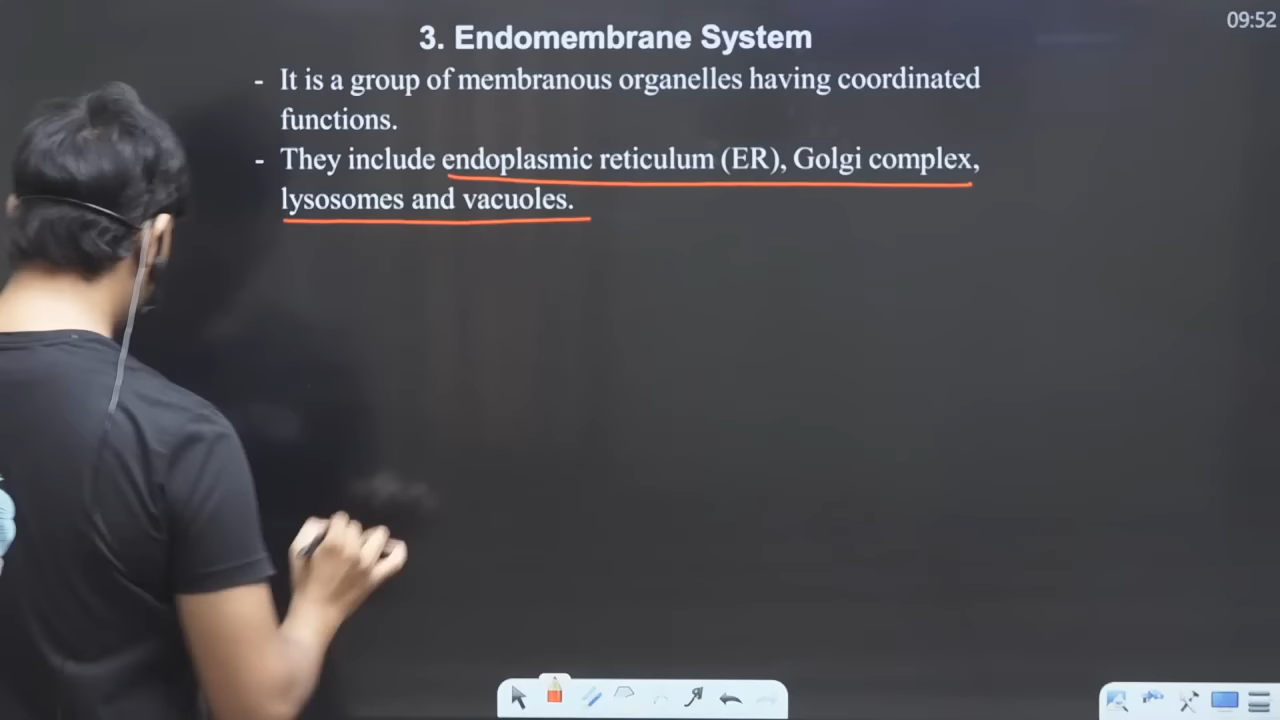 09:52
3. Endomembrane System
- It is a group of membranous organelles having coordinated
functions.
- They include endoplasmic reticulum (ER), Golgi complex,
lysosomes and vacuoles.